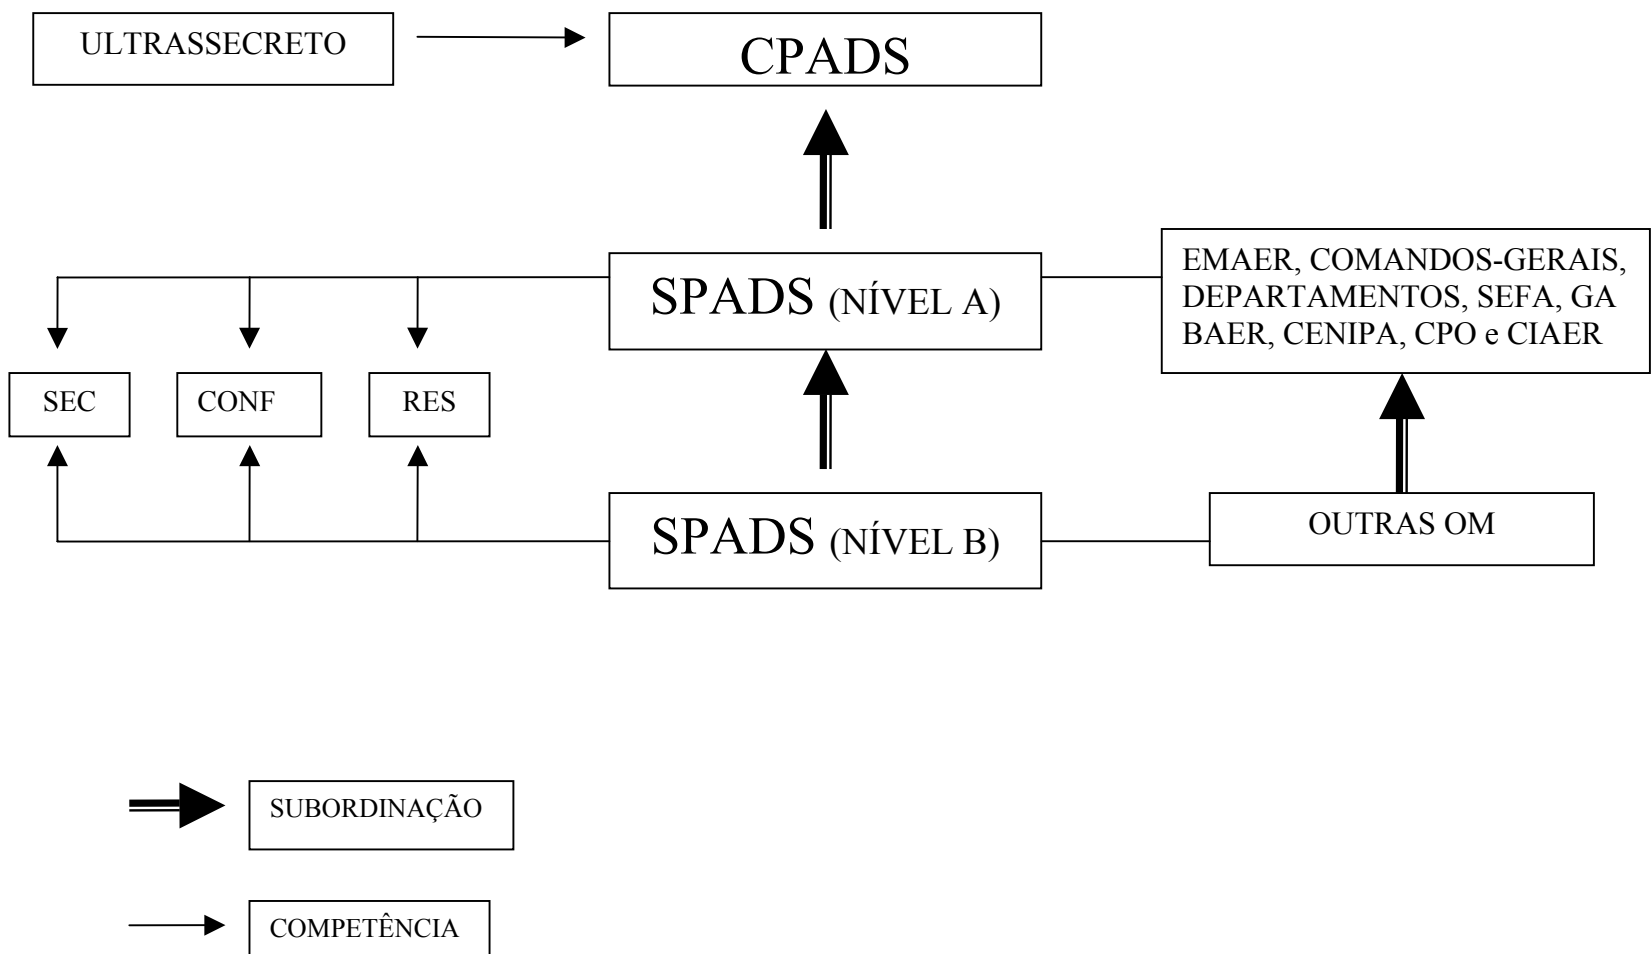 ULTRASSECRETO
CPADS
SPADS (NÍVEL A)
EMAER, COMANDOS-GERAIS,
DEPARTAMENTOS, SEFA, GA
BAER, CENIPA, CPO e CIAER
SEC
CONF
RES
SPADS (NÍVEL B)
OUTRAS OM
SUBORDINAÇÃO
COMPETÊNCIA